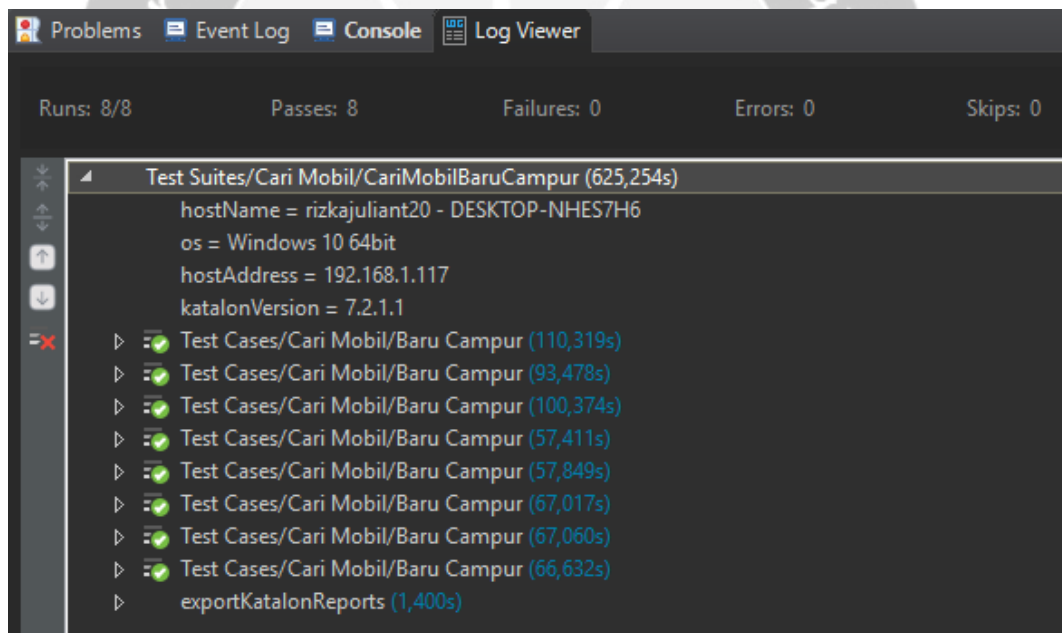 Problems Event Log Console Log Viewer
Runs: 8/8 Passes: 8 Failures: 0 Errors: 0 Skips: 0
Test Suites/Cari Mobil/CariMobilBaruCampur (625,254s)
hostName = rizkajuliant20 - DESKTOP-NHES7H6
os = Windows 10 64bit
hostAddress = 192.168.1.117
katalonVersion = 7.2.1.1
Test Cases/Cari Mobil/Baru Campur (110,319s)
Test Cases/Cari Mobil/Baru Campur (93,478s)
Test Cases/Cari Mobil/Baru Campur (100,374s)
Test Cases/Cari Mobil/Baru Campur (57,411s)
Test Cases/Cari Mobil/Baru Campur (57,849s)
Test Cases/Cari Mobil/Baru Campur (67,017s)
Test Cases/Cari Mobil/Baru Campur (67,060s)
Test Cases/Cari Mobil/Baru Campur (66,632s)
exportKatalonReports (1,400s)